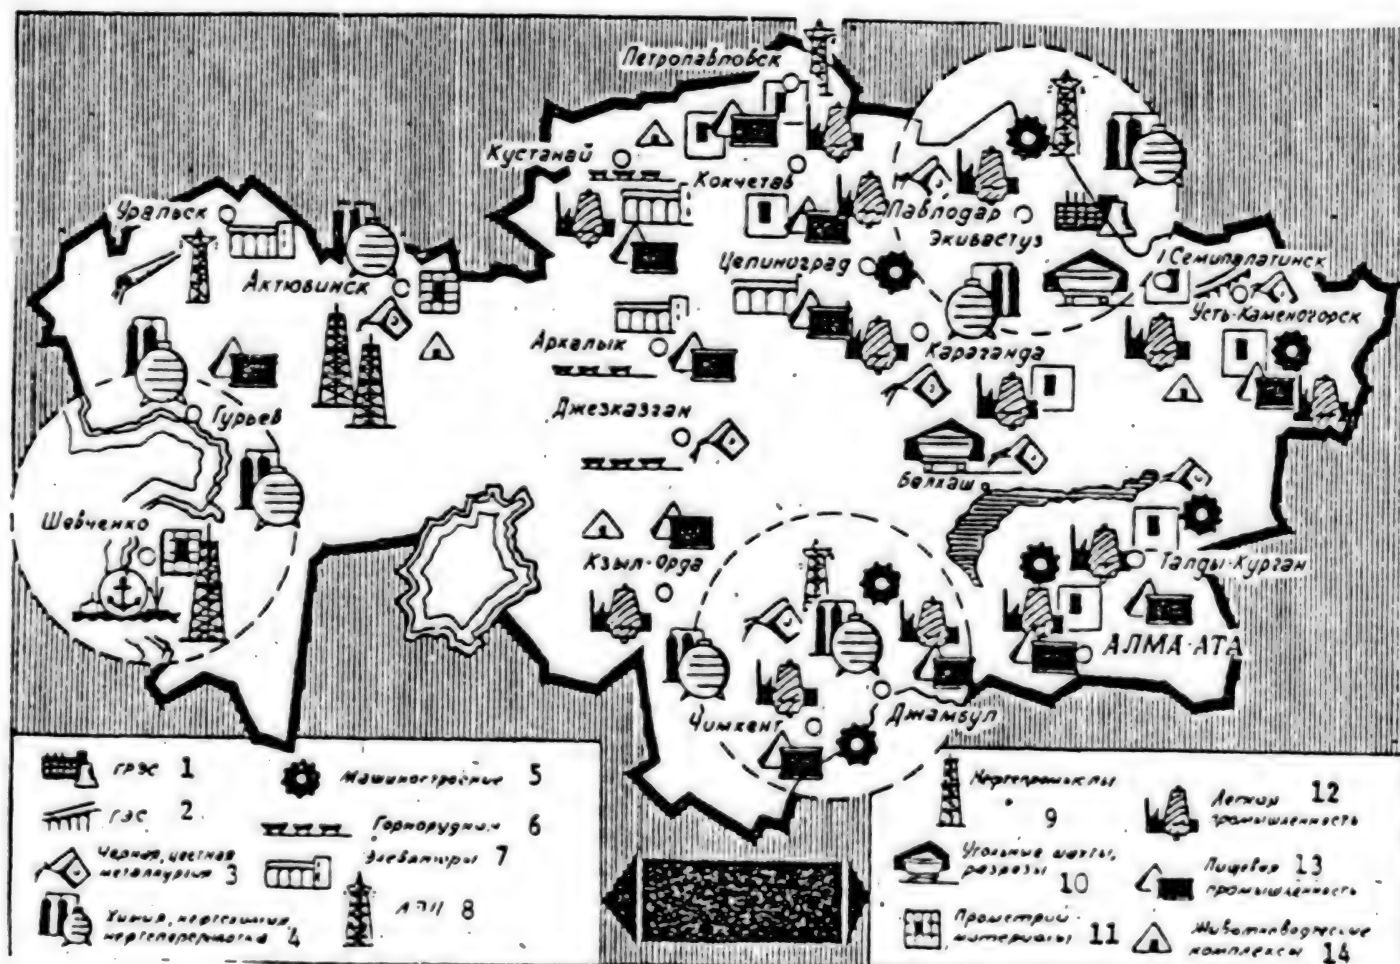 Петропавловск
Кустанай
Кокчетав
Уральск
Павлодар
Экибастуз
Целиноград
Семипалатинск
Актюбинск
Усть-Каменогорск
Аркалык
Караганда
Гурьев
Джезказган
Балхаш
Шевченко
Кзыл-Орда
Талды-Курган
АЛМА-АТА
Чимкент
Джамбул
ГРЭС 1
ГЭС 2
Черная, цветная
металлургия 3
Химия, нефтехимия,
нефтепереработка 4
Машиностроение 5
Горнорудная 6
Элеваторы 7
ЛЭП 8
Нефтепромыслы
9
Угольные шахты,
разрезы 10
материалы 11
Легкая 12
промышленность
Пищевая 13
промышленность
Животноводческие
комплексы 14